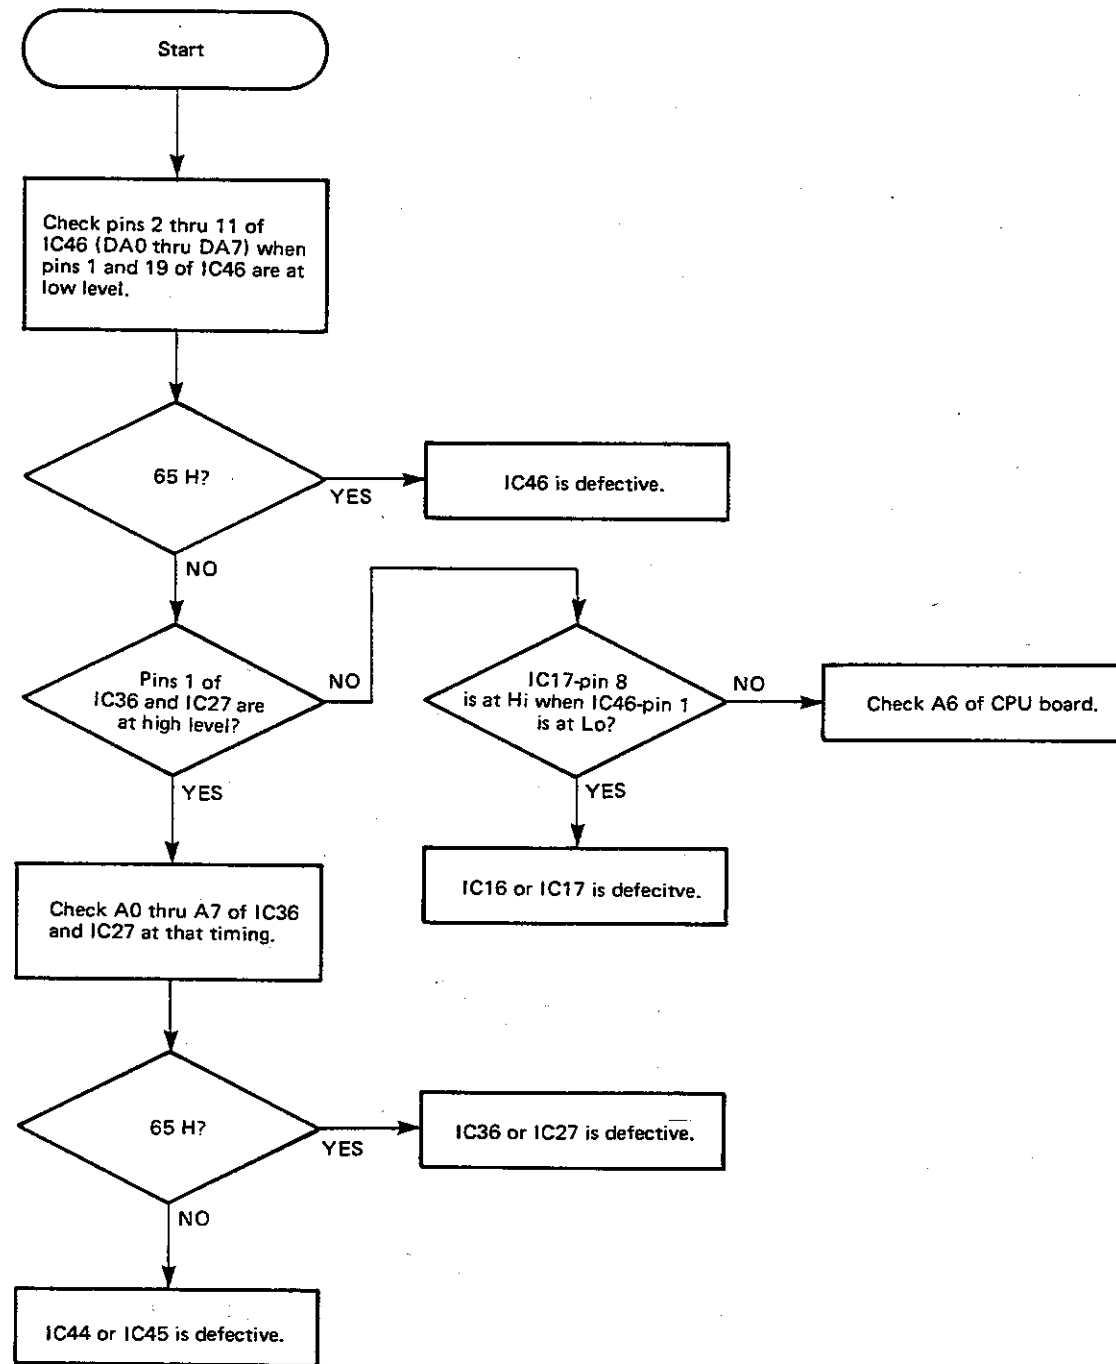 Start
Check pins 2 thru 11 of
IC46 (DA0 thru DA7) when
pins 1 and 19 of IC46 are at
low level.
65 H?
YES
IC46 is defective.
NO
Pins 1 of
IC36 and IC27 are
at high level?
NO
IC17-pin 8
is at Hi when IC46-pin 1
is at Lo?
NO
Check A6 of CPU board.
YES
YES
IC16 or IC17 is defecitve.
Check A0 thru A7 of IC36
and IC27 at that timing.
65 H?
YES
IC36 or IC27 is defective.
NO
IC44 or IC45 is defective.